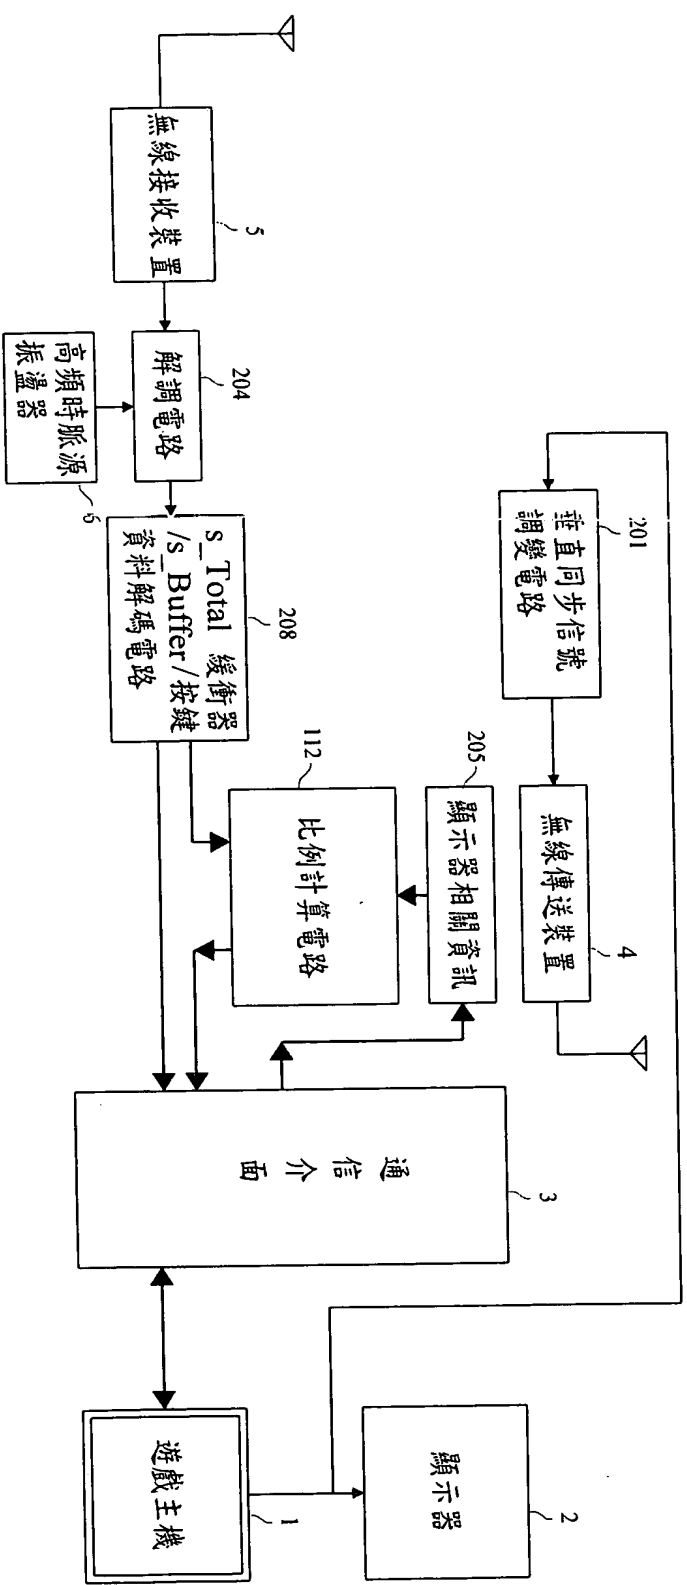 無線接收裝置
5
解調電路
204
高頻時脈源
振盪器
6
s_Total 緩衝器
/s_Buffer/按鍵
資料解碼電路
208
垂直同步信號
調變電路
201
無線傳送裝置
4
顯示器相關資訊
205
比例計算電路
112
通信介面
3
遊戲主機
1
顯示器
2